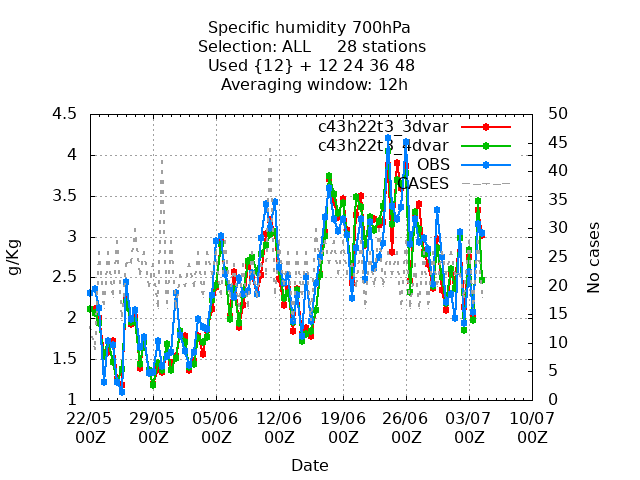 Specific humidity 700hPa
Selection: ALL 28 stations
Used {12} + 12 24 36 48
Averaging window: 12h
4.5
4
3.5
3
2.5
2
1.5
1
g/Kg
50
45
40
35
30
25
20
15
10
5
0
No cases
c43h22t3_3dvar
c43h22t3_4dvar
OBS
CASES
22/05 29/05 05/06 12/06 19/06 26/06 03/07 10/07
00Z 00Z 00Z 00Z 00Z 00Z 00Z 00Z
Date